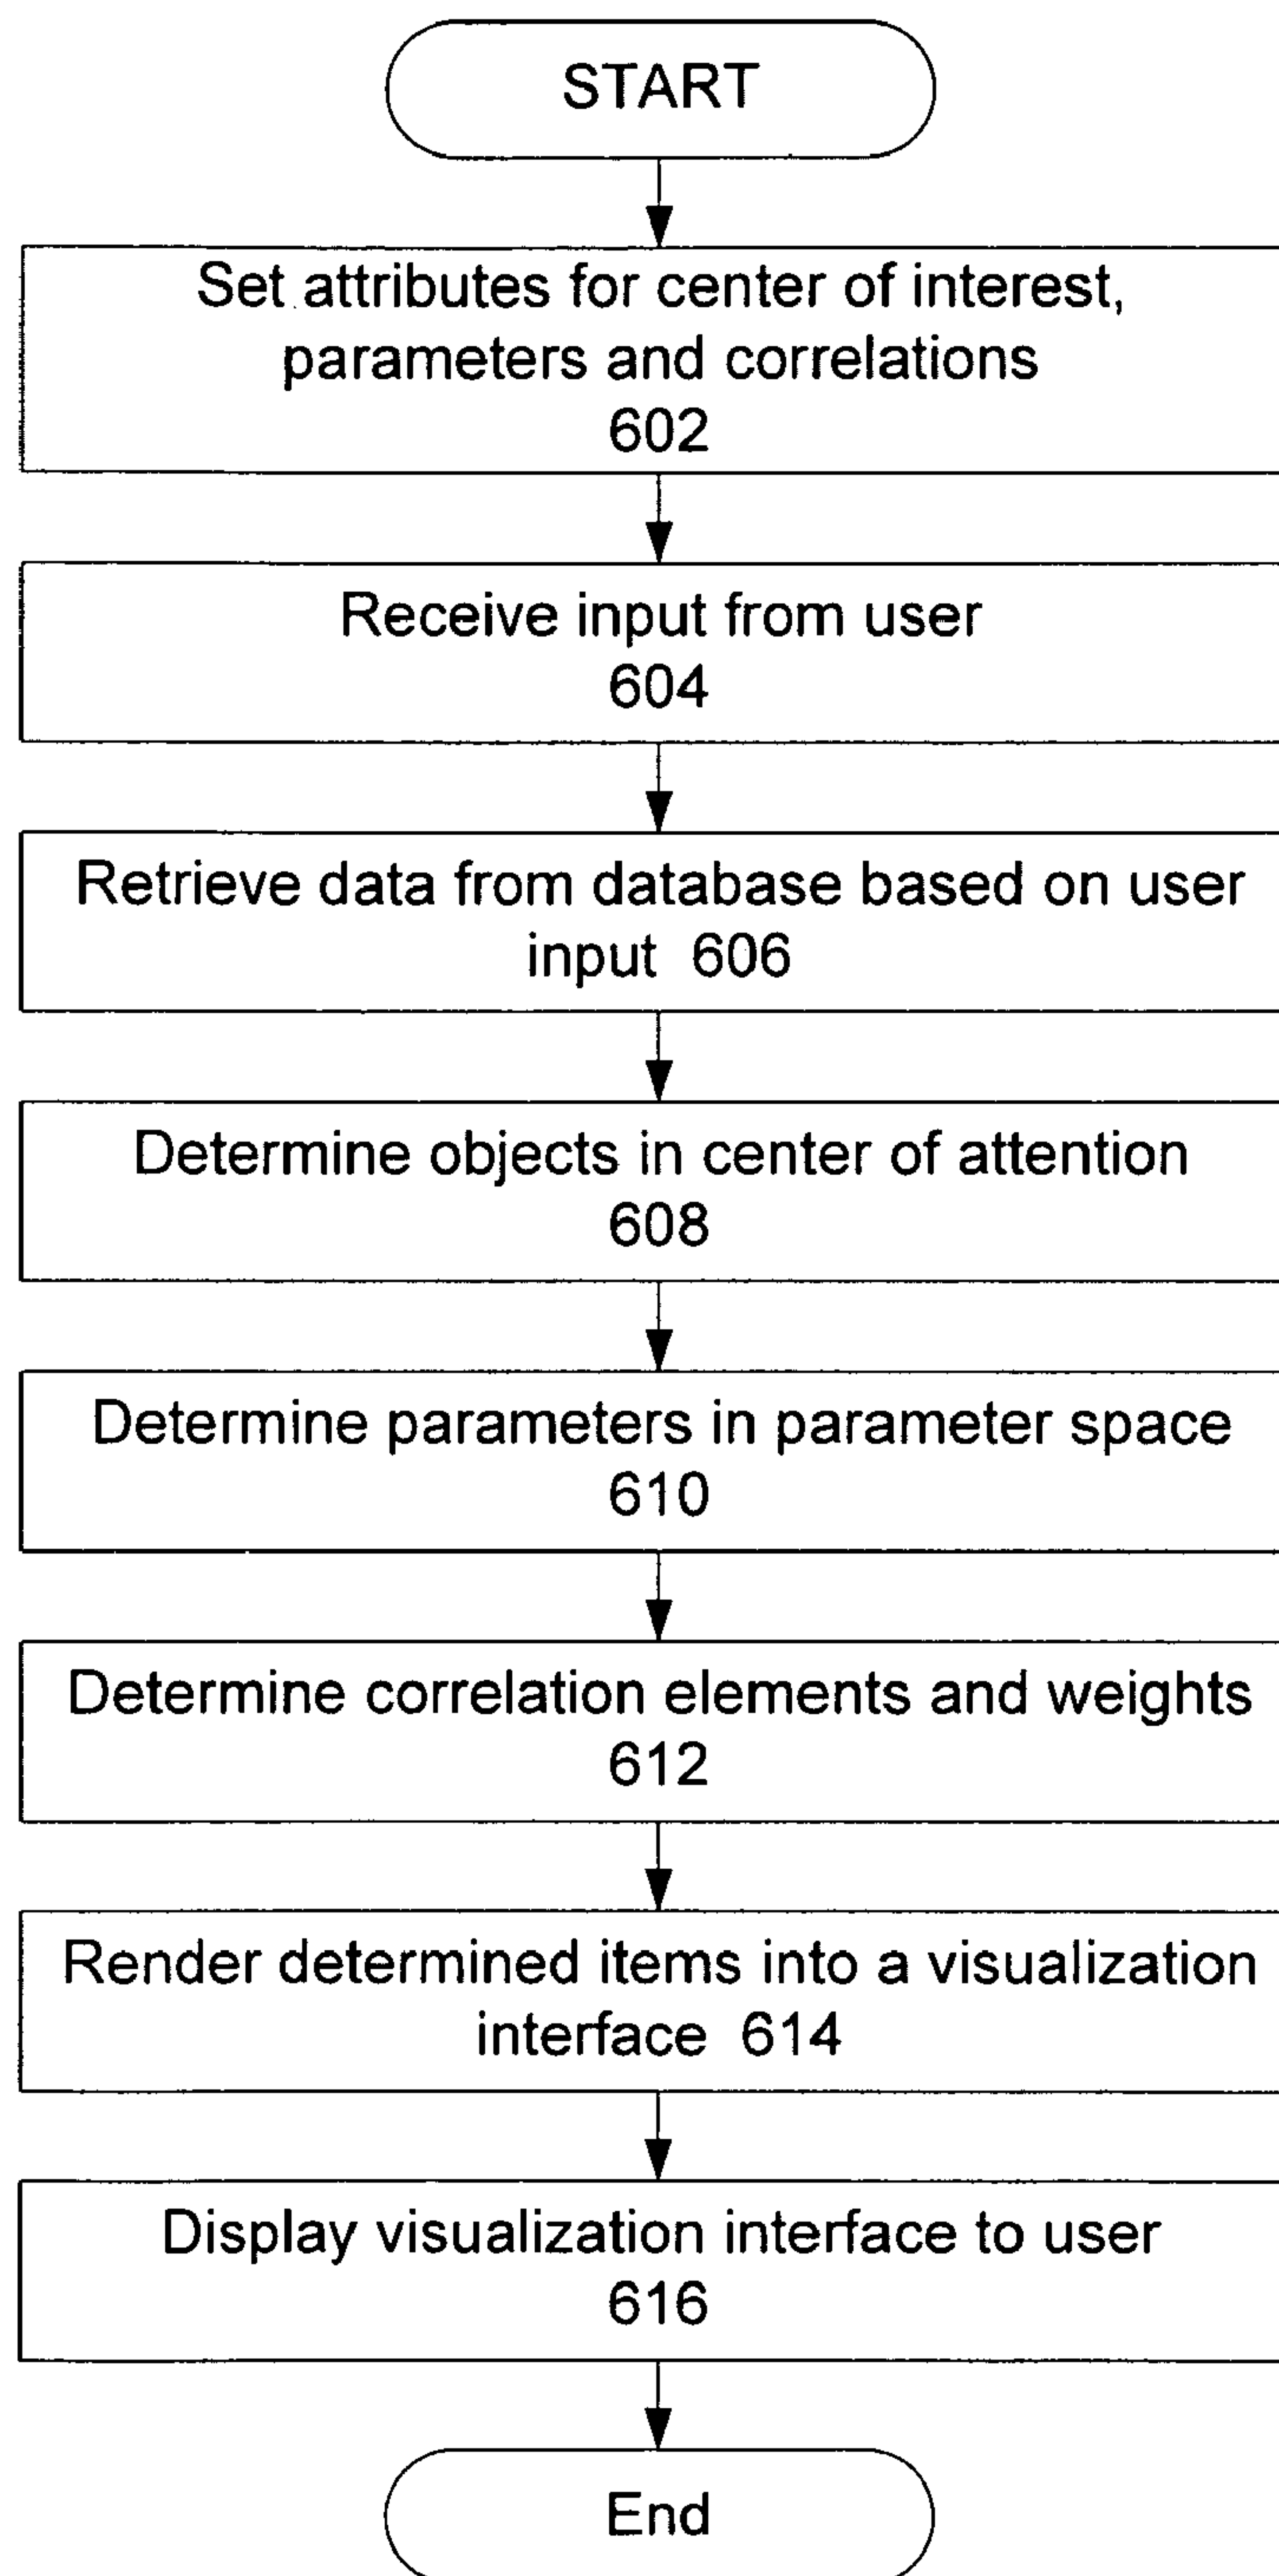 START
Set attributes for center of interest,
parameters and correlations
602
Receive input from user
604
Retrieve data from database based on user
input 606
Determine objects in center of attention
608
Determine parameters in parameter space
610
Determine correlation elements and weights
612
Render determined items into a visualization
interface 614
Display visualization interface to user
616
End